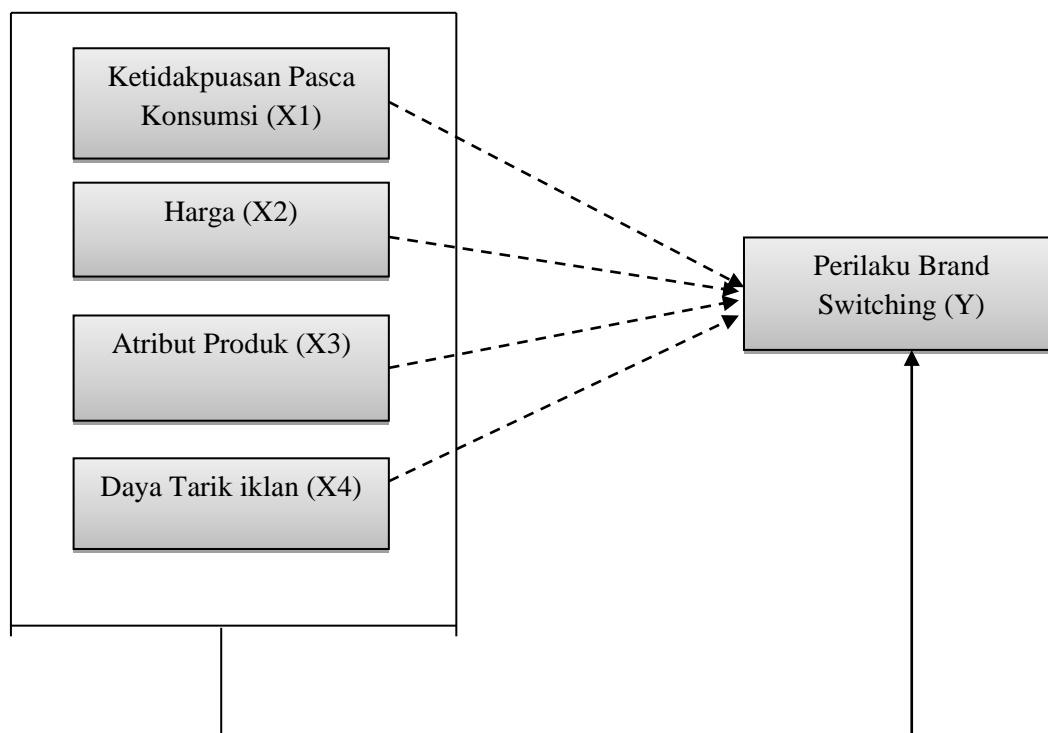 Ketidakpuasan Pasca
Konsumsi (X1)
Harga (X2)
Atribut Produk (X3)
Daya Tarik iklan (X4)
Perilaku Brand
Switching (Y)